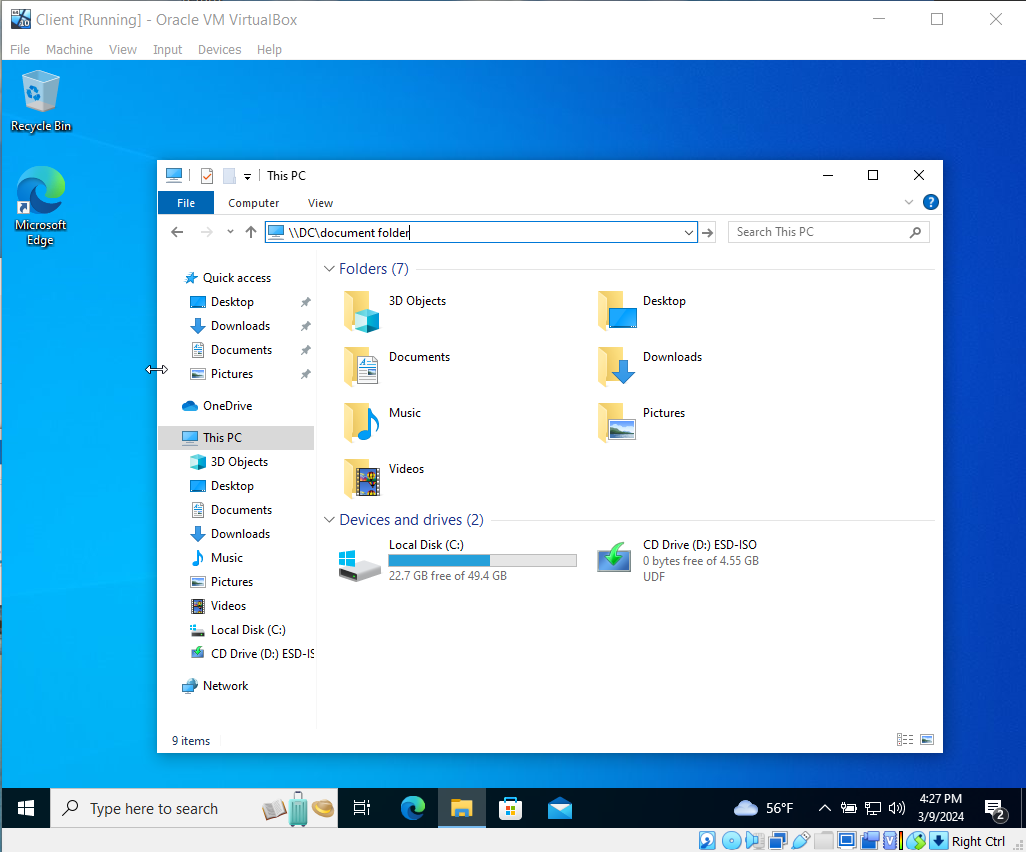 Client [Running] - Oracle VM VirtualBox
File Machine View Input Devices Help
Recycle Bin
Microsoft
Edge
This PC
File Computer View
\\DC\document folder
Search This PC
Quick access
Desktop
Downloads
Documents
Pictures
OneDrive
This PC
3D Objects
Desktop
Documents
Downloads
Music
Pictures
Videos
Local Disk (C:)
CD Drive (D:) ESD-IS
Network
Folders (7)
3D Objects
Desktop
Documents
Downloads
Music
Pictures
Videos
Devices and drives (2)
Local Disk (C:)
22.7 GB free of 49.4 GB
CD Drive (D:) ESD-ISO
0 bytes free of 4.55 GB
UDF
9 items
Type here to search
56°F
4:27 PM
3/9/2024
2
Right Ctrl